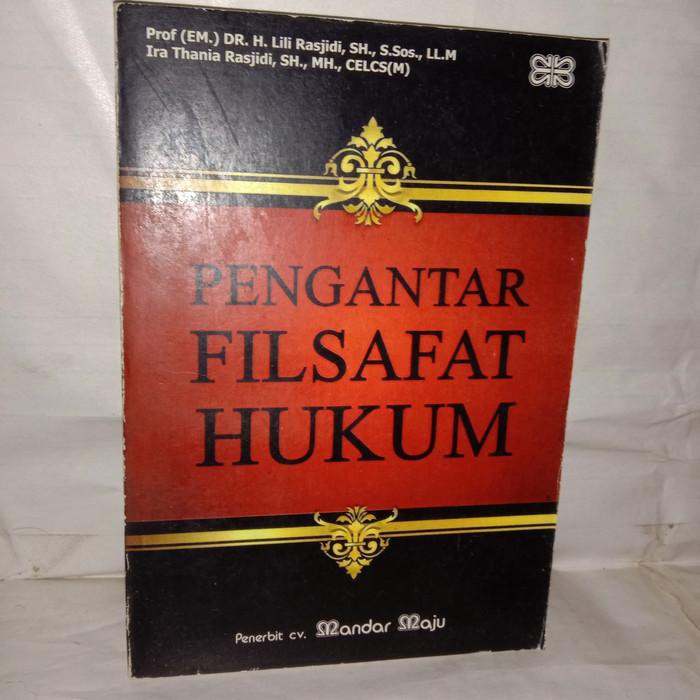 Prof (EM.) DR. H. Lili Rasjidi, SH., S.Sos., LL.M
Ira Thania Rasjidi, SH., MH., CELCS(M)
PENGANTAR
FILSAFAT
HUKUM
Penerbit cv. Mandar Maju